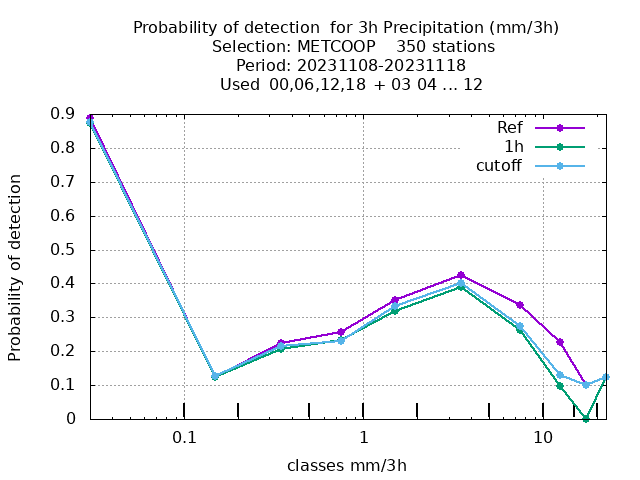 Probability of detection  for 3h Precipitation (mm/3h)
Selection: METCOOP    350 stations
Period: 20231108-20231118
Used  00,06,12,18  + 03 04 ... 12
Ref
1h
cutoff
0.9
0.8
0.7
0.6
0.5
0.4
0.3
0.2
0.1
0
Probability of detection
0.1 1 10
classes mm/3h